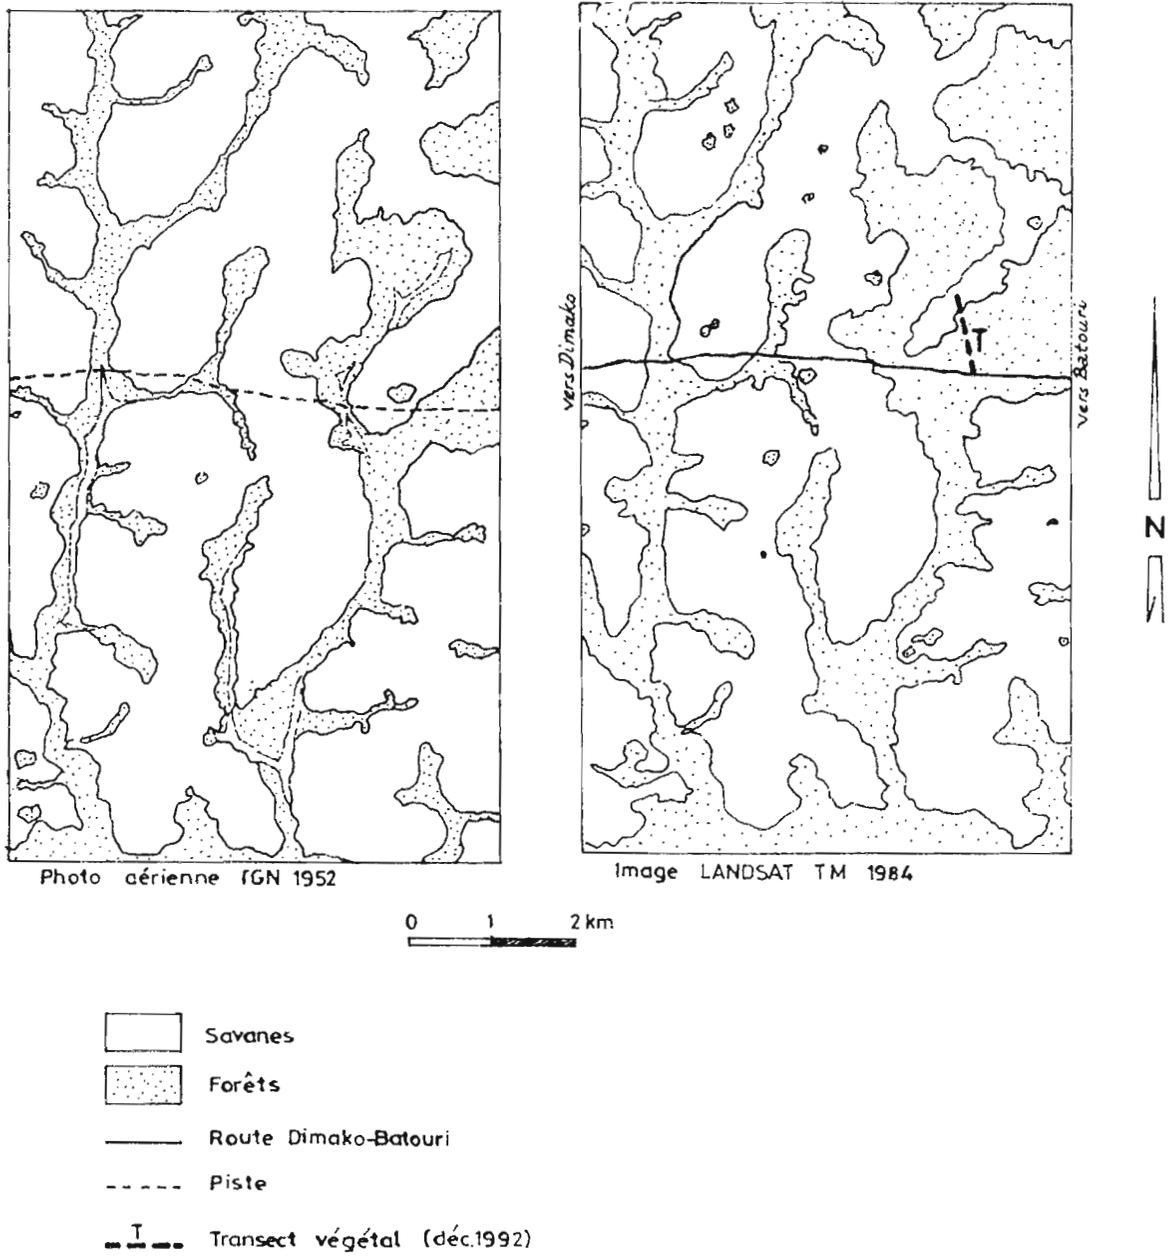 vers Dimako
vers Batouri
T
N
Photo aérienne IGN 1952
Image LANDSAT TM 1984
0 1 2 km
Savanes
Forêts
Route Dimako-Batouri
Piste
T
Transect végétal (déc.1992)